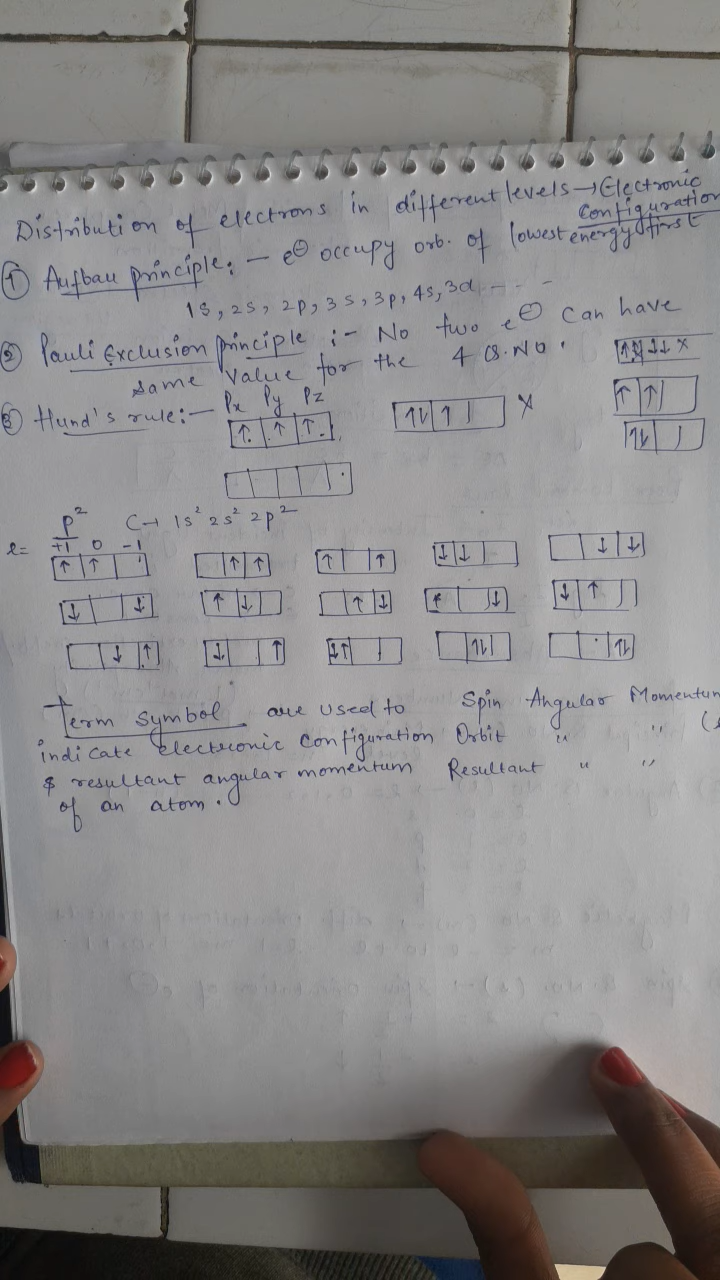 Distribution of electrons in different levels → Electronic
Configuration
① Aufbau principle :- e⊖ occupy orb. of lowest energy first
1s, 2s, 2p, 3s, 3p, 4s, 3d - - - -
② Pauli Exclusion principle :- No two e⊖ can have
same value for the 4 Q.No.
↑↓ ↓↓ x
③ Hund's rule :- Px Py Pz
↑ ↑ ↑
↑↓ ↑ x
↑ ↑
↑↓
p² C→ 1s² 2s² 2p²
l= +1 0 -1
↑ ↑
↑ ↑
↑ ↑
↓ ↓
↓ ↓
↓ ↓
↑ ↓
↑ ↓
↑ ↓
↓ ↑
↓ ↑
↓ ↑
↓↑
↑↓
↑↓
Term Symbol are used to
indicate electronic configuration
& resultant angular momentum
of an atom.
Spin Angular Momentum
Orbit " "
Resultant " "